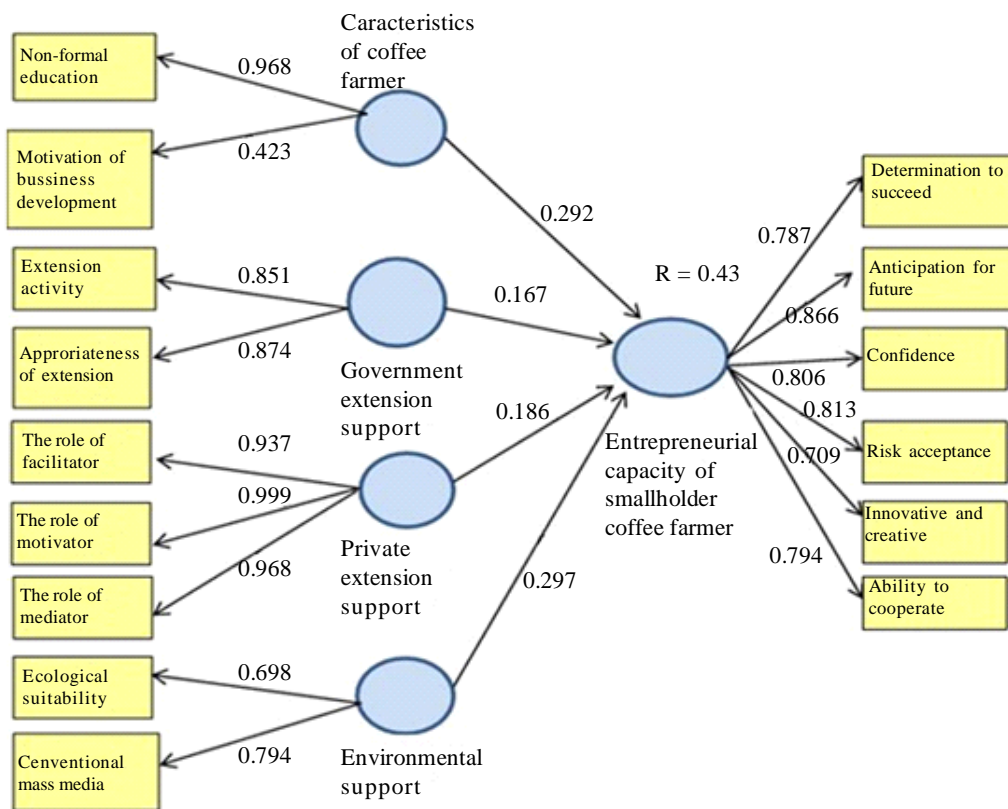 Caracteristics
of coffee
farmer
Non-formal
education
0.968
Motivation of
bussiness
development
0.423
0.292
Extension
activity
0.851
Approriateness
of extension
0.874
Government
extension
support
0.167
The role of
facilitator
0.937
The role of
motivator
0.999
The role of
mediator
0.968
Private
extension
support
0.186
Ecological
suitability
0.698
Cenventional
mass media
0.794
Environmental
support
0.297
R = 0.43
Entrepreneurial
capacity of
smallholder
coffee farmer
Determination to
succeed
0.787
Anticipation for
future
0.866
Confidence
0.806
Risk acceptance
0.813
Innovative and
creative
0.709
Ability to
cooperate
0.794